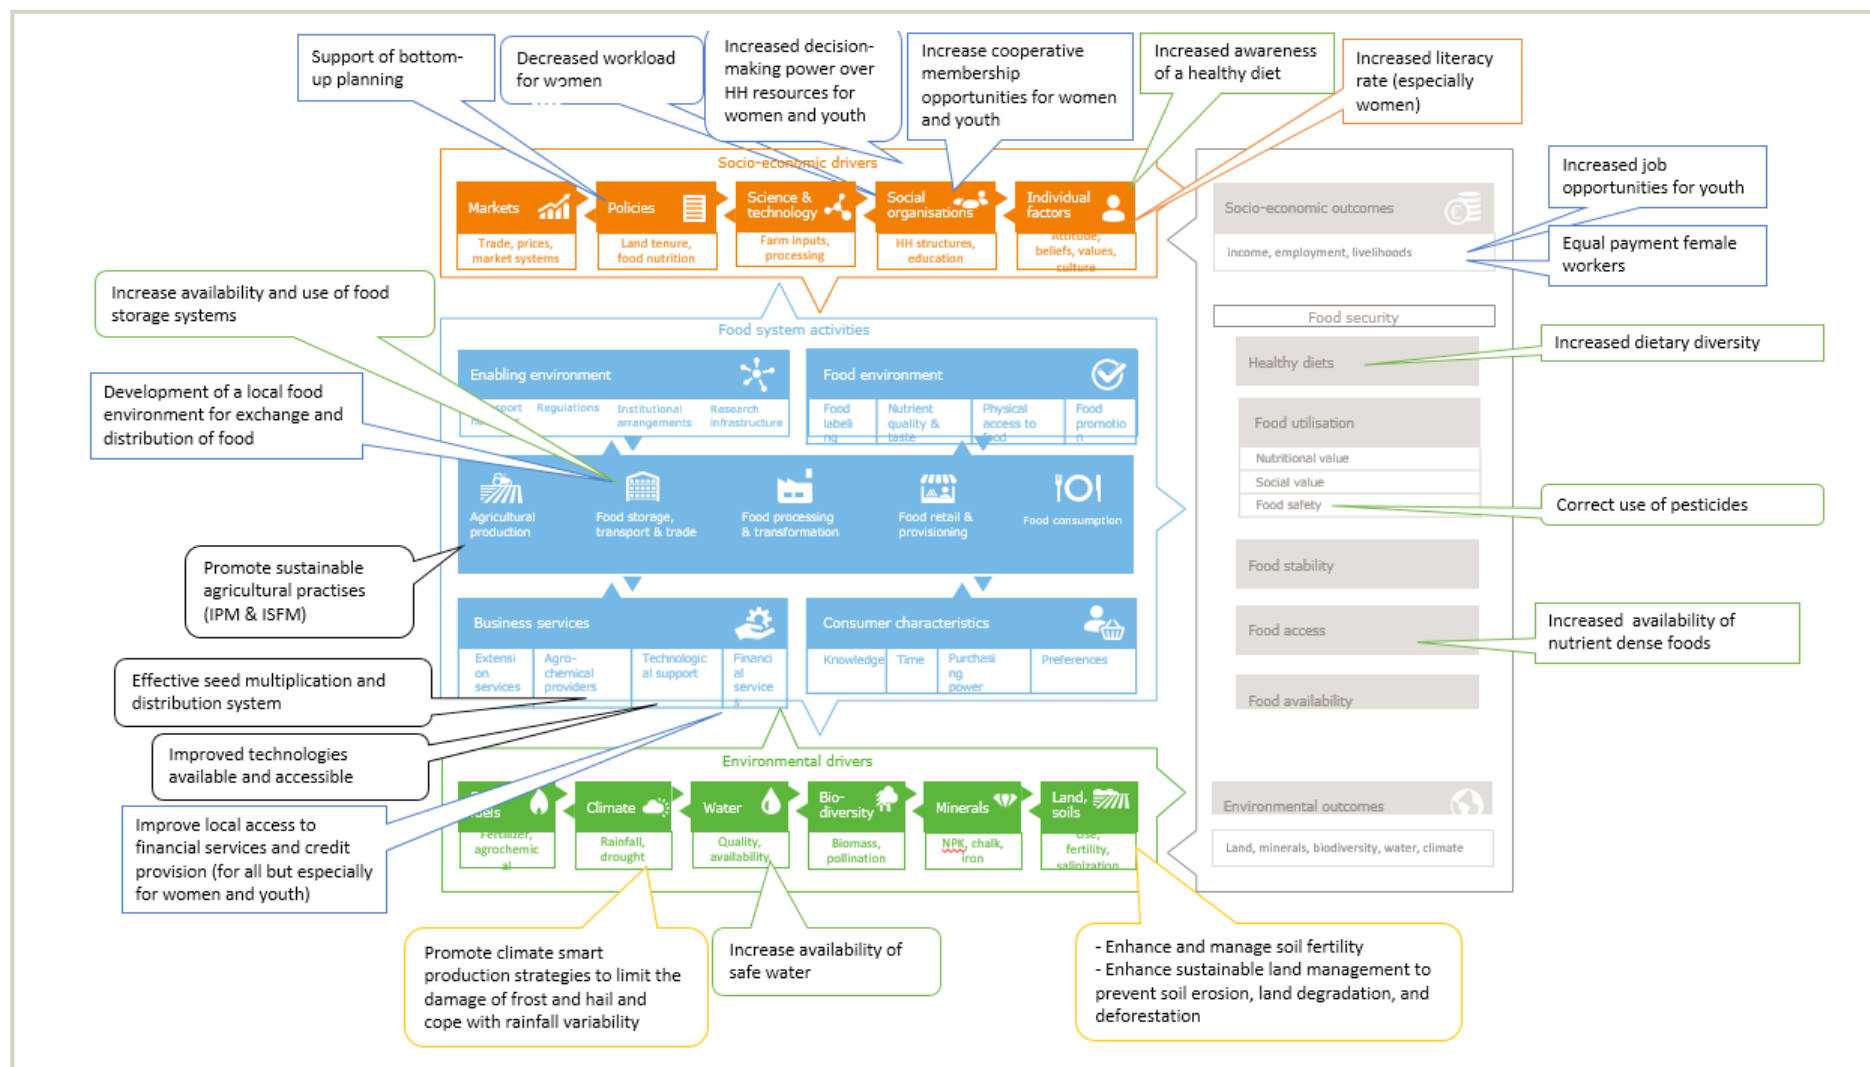 Support of bottom-
up planning
Decreased workload
for women
Increased decision-
making power over
HH resources for
women and youth
Increase cooperative
membership
opportunities for women
and youth
Increased awareness
of a healthy diet
Increased literacy
rate (especially
women)
Socio-economic drivers
Markets
Trade, prices,
market systems
Policies
Land tenure,
food nutrition
Science &
technology
Farm inputs,
processing
Social
organisations
HH structures,
education
Individual
factors
Attitude,
beliefs, values,
culture
Socio-economic outcomes
income, employment, livelihoods
Increased job
opportunities for youth
Equal payment female
workers
Increase availability and use of food
storage systems
Food system activities
Food security
Enabling environment
Regulations
Institutional
arrangements
Research
infrastructure
Food environment
Food
labeli
ng
Nutrient
quality &
taste
Physical
access to
food
Food
promotio
n
Healthy diets
Increased dietary diversity
Development of a local food
environment for exchange and
distribution of food
Food utilisation
Nutritional value
Social value
Food safety
Correct use of pesticides
Agricultural
production
Food storage,
transport & trade
Food processing
& transformation
Food retail &
provisioning
Food consumption
Promote sustainable
agricultural practises
(IPM & ISFM)
Food stability
Food access
Increased  availability of
nutrient dense foods
Food availability
Business services
Extensi
on
services
Agro-
chemical
providers
Technologic
al support
Financi
al
service
s
Consumer characteristics
Knowledge
Time
Purchasi
ng
power
Preferences
Effective seed multiplication and
distribution system
Improved technologies
available and accessible
Improve local access to
financial services and credit
provision (for all but especially
for women and youth)
Environmental drivers
fuels
Fertilizer,
agrochemic
al
Climate
Rainfall,
drought
Water
Quality,
availability
Bio-
diversity
Biomass,
pollination
Minerals
NPK, chalk,
iron
Land,
soils
Use,
fertility,
salinization
Environmental outcomes
Land, minerals, biodiversity, water, climate
Promote climate smart
production strategies to limit the
damage of frost and hail and
cope with rainfall variability
Increase availability of
safe water
- Enhance and manage soil fertility
- Enhance sustainable land management to
prevent soil erosion, land degradation, and
deforestation